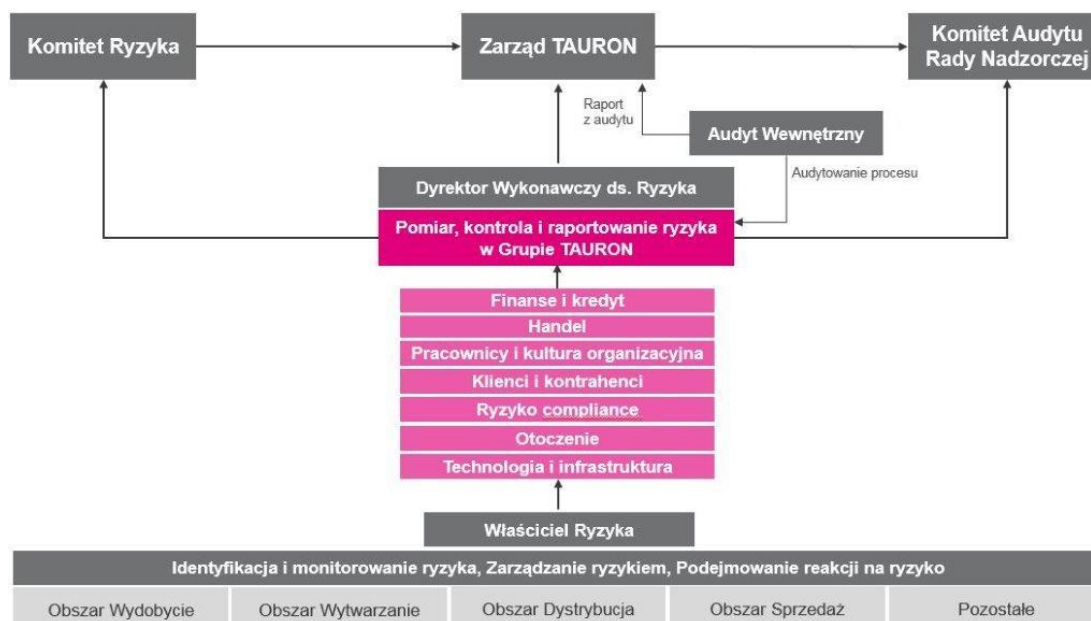 Komitet Ryzyka
Zarząd TAURON
Komitet Audytu
Rady Nadzorczej
Raport
z audytu
Audyt Wewnętrzny
Audytowanie procesu
Dyrektor Wykonawczy ds. Ryzyka
Pomiar, kontrola i raportowanie ryzyka
w Grupie TAURON
Finanse i kredyt
Handel
Pracownicy i kultura organizacyjna
Klienci i kontrahenci
Ryzyko compliance
Otoczenie
Technologia i infrastruktura
Właściciel Ryzyka
Identyfikacja i monitorowanie ryzyka, Zarządzanie ryzykiem, Podejmowanie reakcji na ryzyko
Obszar Wydobycie
Obszar Wytwarzanie
Obszar Dystrybucja
Obszar Sprzedaż
Pozostałe